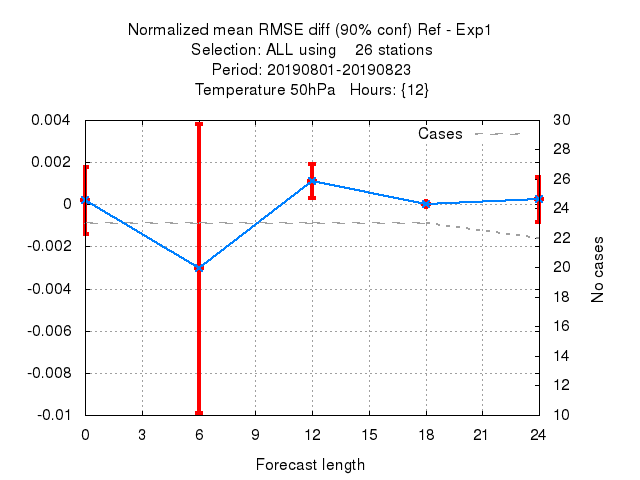 Normalized mean RMSE diff (90% conf) Ref - Exp1
Selection: ALL using 26 stations
Period: 20190801-20190823
Temperature 50hPa Hours: {12}
Cases
0.004
0.002
0
-0.002
-0.004
-0.006
-0.008
-0.01
30
28
26
24
22
20
18
16
14
12
10
No cases
0 3 6 9 12 15 18 21 24
Forecast length